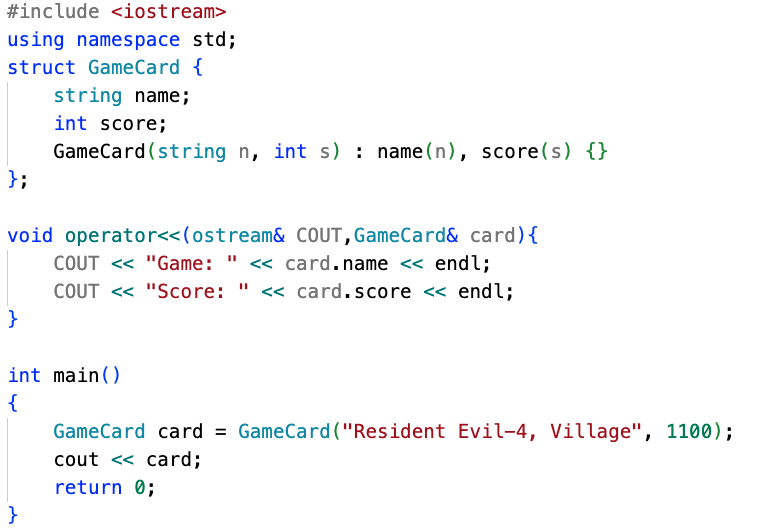 #include <iostream>
using namespace std;
struct GameCard {
    string name;
    int score;
    GameCard(string n, int s) : name(n), score(s) {}
};

void operator<<(ostream& COUT,GameCard& card){
    COUT << "Game: " << card.name << endl;
    COUT << "Score: " << card.score << endl;
}

int main()
{
    GameCard card = GameCard("Resident Evil-4, Village", 1100);
    cout << card;
    return 0;
}